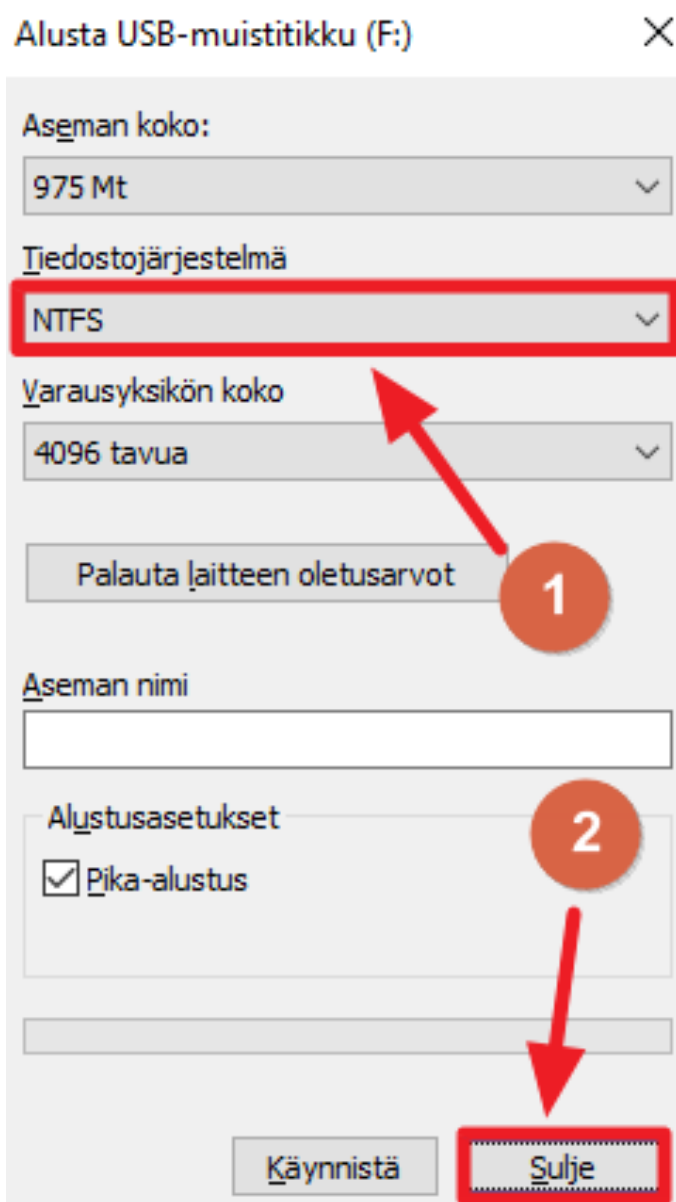 Alusta USB-muistitikku (F:)
Aseman koko:
975 Mt
Tiedostojärjestelmä
NTFS
Varausyksikön koko
4096 tavua
Palauta laitteen oletusarvot
1
Aseman nimi
Alustusasetukset
2
Pika-alustus
Käynnistä
Sulje